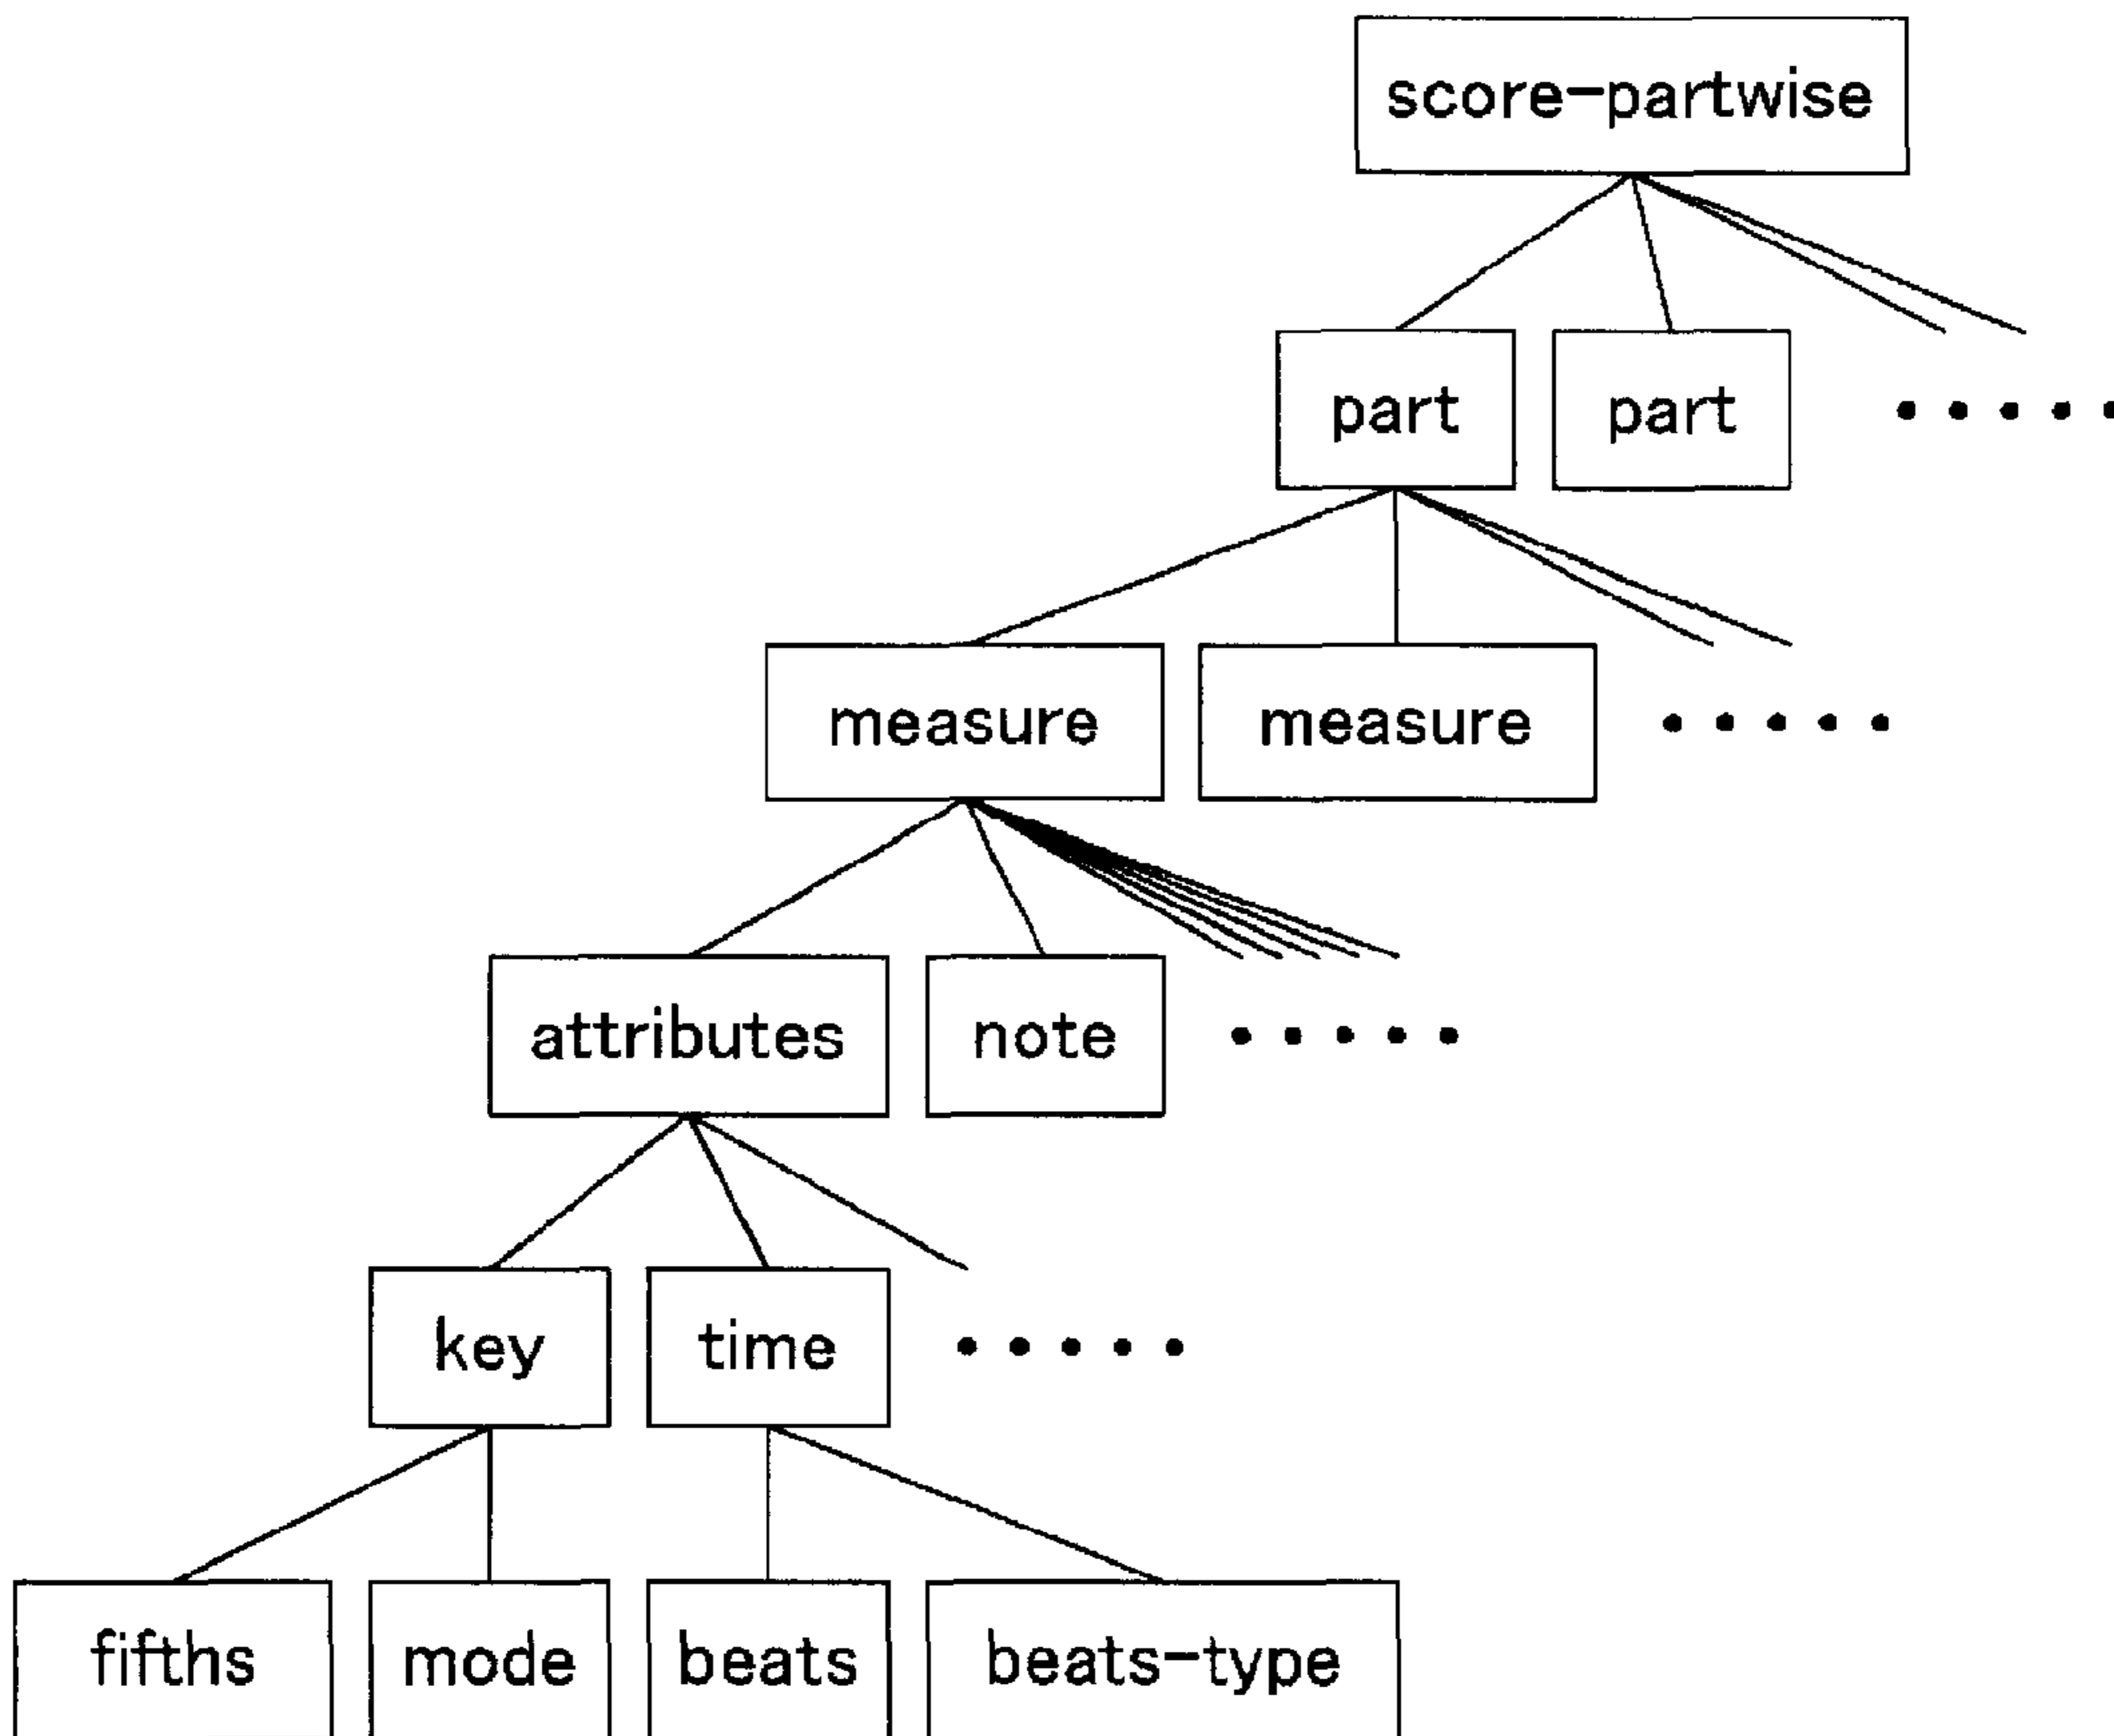 score-partwise
part part •••••
measure measure •••••
attributes note •••••
key time •••••
fifths mode beats beats-type